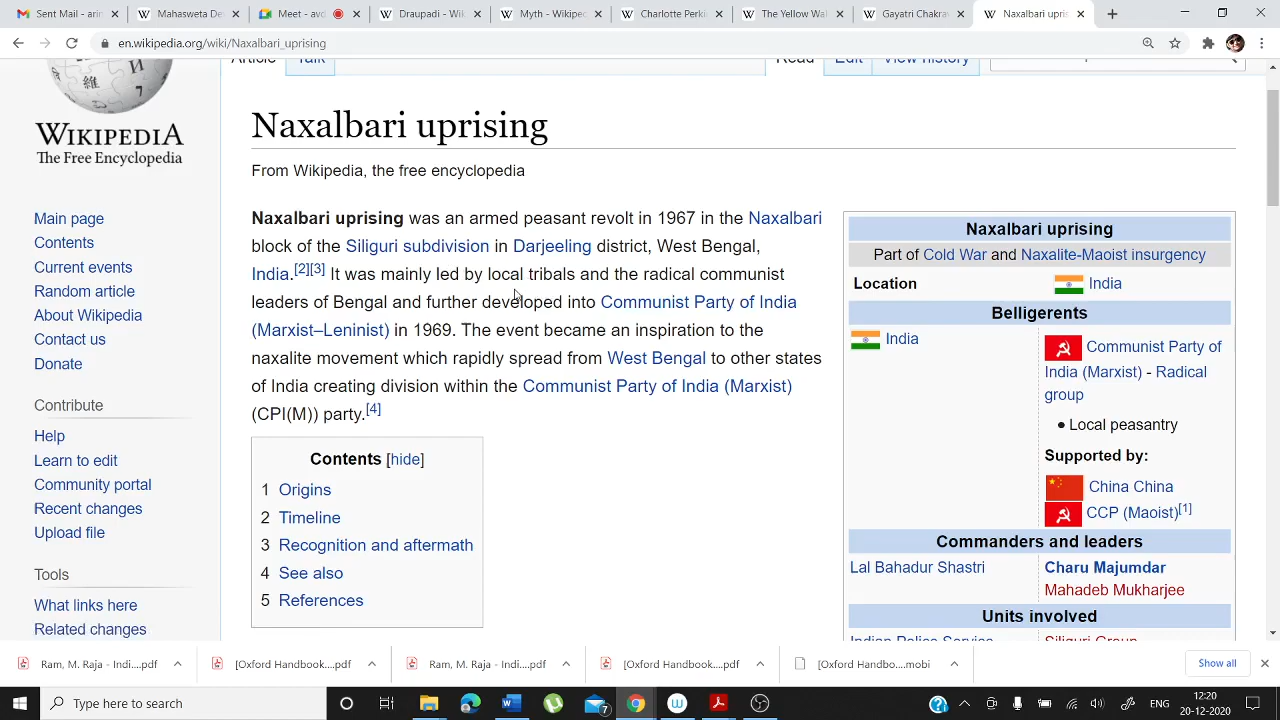 Sent Mail - arin
Mahasweta De
Meet - avd
Draupadi - Wik
Myth - Wikipec
Charlotte Perki
The Yellow Wal
Gayatri Chakra
Naxalbari upris
en.wikipedia.org/wiki/Naxalbari_uprising
Article
Talk
Read
Edit
View history
WIKIPEDIA
The Free Encyclopedia
Main page
Contents
Current events
Random article
About Wikipedia
Contact us
Donate
Contribute
Help
Learn to edit
Community portal
Recent changes
Upload file
Tools
What links here
Related changes
Naxalbari uprising
From Wikipedia, the free encyclopedia
Naxalbari uprising was an armed peasant revolt in 1967 in the Naxalbari
block of the Siliguri subdivision in Darjeeling district, West Bengal,
India.[2][3] It was mainly led by local tribals and the radical communist
leaders of Bengal and further developed into Communist Party of India
(Marxist–Leninist) in 1969. The event became an inspiration to the
naxalite movement which rapidly spread from West Bengal to other states
of India creating division within the Communist Party of India (Marxist)
(CPI(M)) party.[4]
Contents [hide]
1 Origins
2 Timeline
3 Recognition and aftermath
4 See also
5 References
Naxalbari uprising
Part of Cold War and Naxalite-Maoist insurgency
Location India
Belligerents
India
Communist Party of
India (Marxist) - Radical
group
• Local peasantry
Supported by:
China China
CCP (Maoist)[1]
Commanders and leaders
Lal Bahadur Shastri
Charu Majumdar
Mahadeb Mukharjee
Units involved
Indian Police Service
Siliguri Group
Ram, M. Raja - Indi....pdf
[Oxford Handbook....pdf
Ram, M. Raja - Indi....pdf
[Oxford Handbook....pdf
[Oxford Handbo....mobi
Show all
Type here to search
7
ENG
12:20
20-12-2020